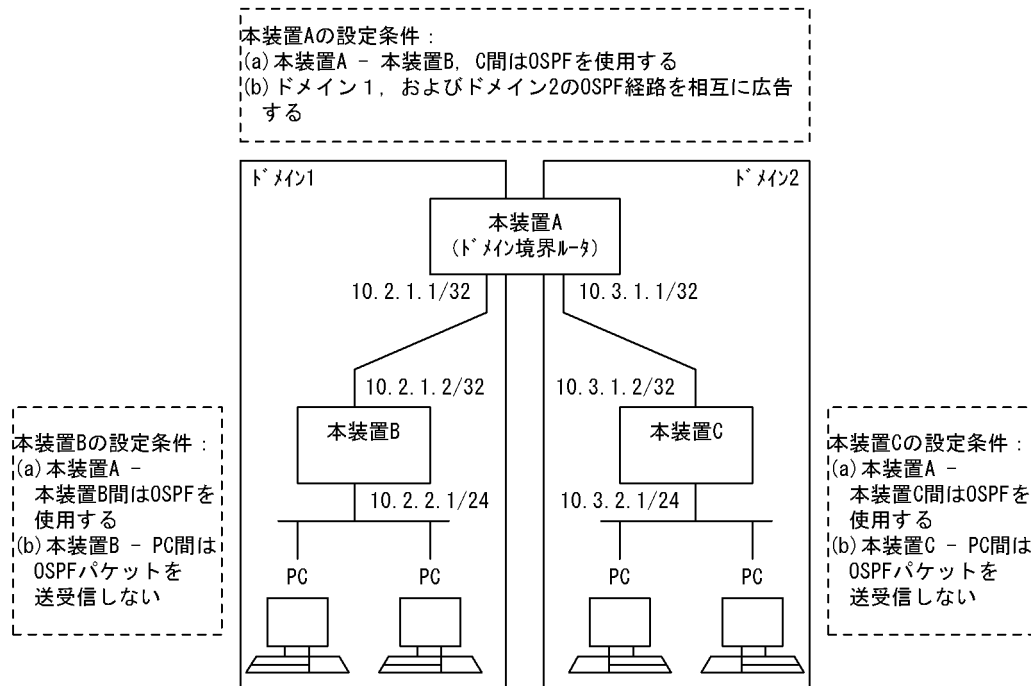 本装置Aの設定条件：
(a)本装置A － 本装置B，C間はOSPFを使用する
(b)ドメイン１，およびドメイン2のOSPF経路を相互に広告
する
ﾄﾞﾒｲﾝ1
ﾄﾞﾒｲﾝ2
本装置A
(ﾄﾞﾒｲﾝ境界ﾙｰﾀ)
10.2.1.1/32
10.3.1.1/32
10.2.1.2/32
10.3.1.2/32
本装置B
本装置C
10.2.2.1/24
10.3.2.1/24
本装置Bの設定条件：
(a)本装置A －
本装置B間はOSPFを
使用する
(b)本装置B － PC間は
OSPFパケットを
送受信しない
PC
PC
PC
PC
本装置Cの設定条件：
(a)本装置A －
本装置C間はOSPFを
使用する
(b)本装置C － PC間は
OSPFパケットを
送受信しない